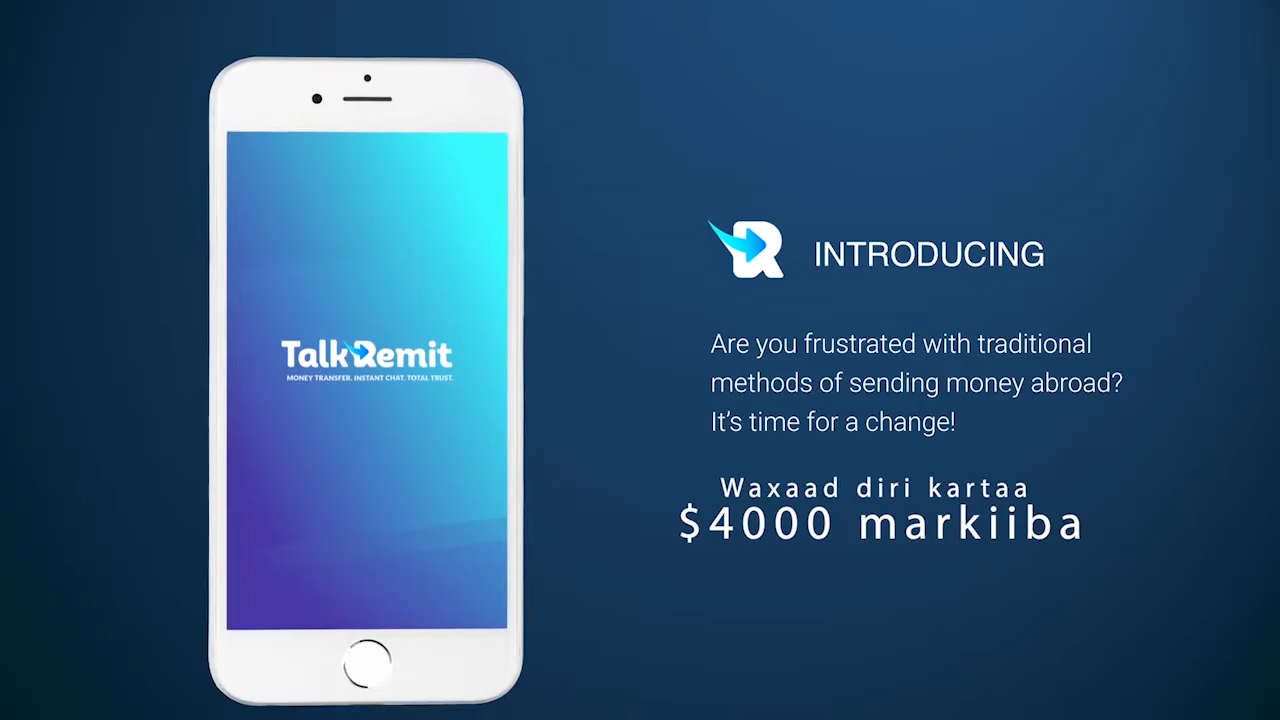 TalkRemit
MONEY TRANSFER. INSTANT CHAT. TOTAL TRUST.
INTRODUCING
Are you frustrated with traditional
methods of sending money abroad?
It's time for a change!
Waxaad diri kartaa
$4000 markiiba